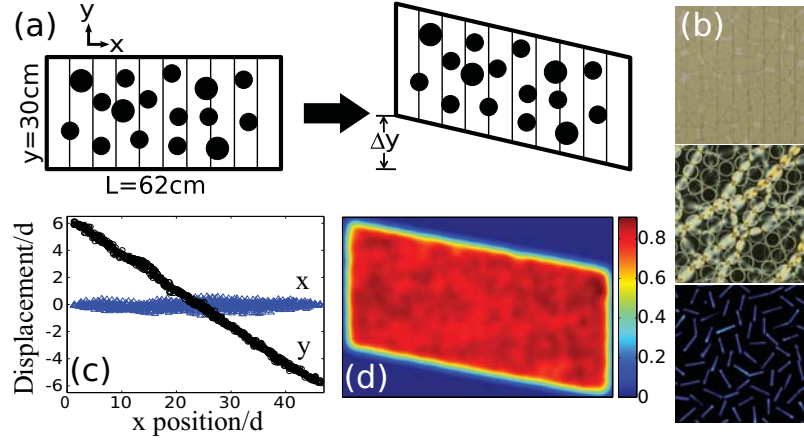 (a)
y
x
y=30cm
L=62cm
Δy
(b)
Displacement/d
6
4
2
0
-2
-4
-6
x
y
(c)
0
10
20
30
40
x position/d
(d)
0.8
0.6
0.4
0.2
0